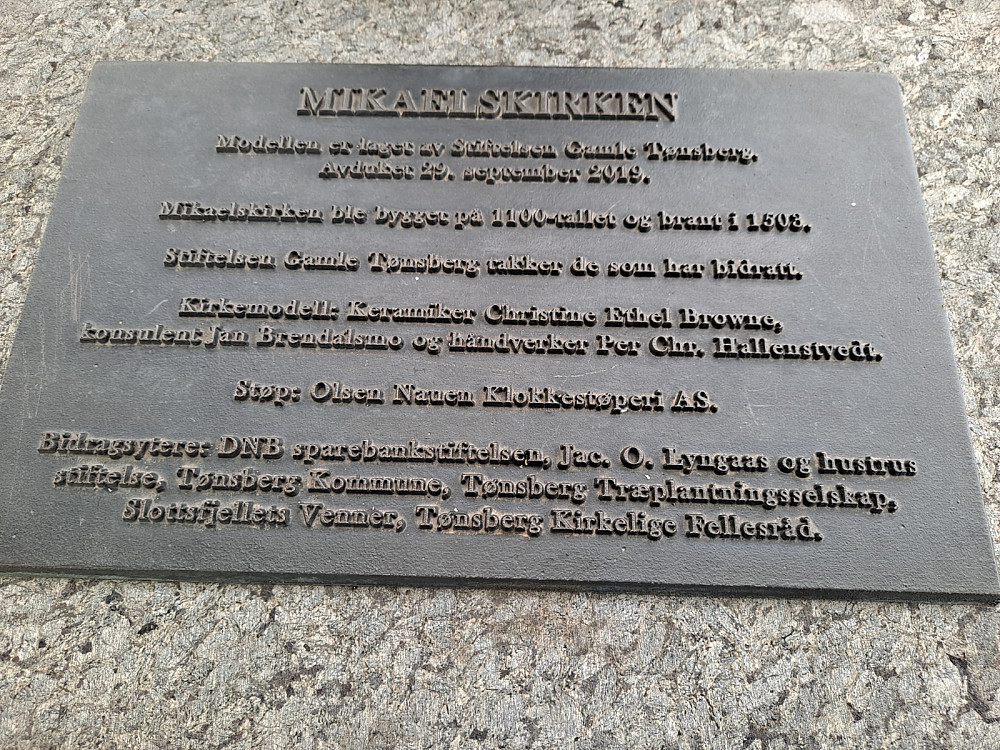 MIKAELSKIRKEN
Modellen er laget av Stiftelsen Gamle Tønsberg.
Avduket 29. september 2019.
Mikaelskirken ble bygget på 1100-tallet og brant i 1503.
Stiftelsen Gamle Tønsberg takker de som har bidratt.
Kirkemodell: Keramiker Christine Ethel Browne,
konsulent Jan Brendalsmo og håndverker Per Chr. Hallenstvedt.
Støp: Olsen Nauen Klokkestøperi AS.
Bidragsytere: DNB sparebankstiftelsen, Jac. O. Lyngaas og hustrus
stiftelse, Tønsberg Kommune, Tønsberg Træplantningsselskap,
Slottsfjellets Venner, Tønsberg Kirkelige Fellesråd.